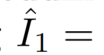 Î₁ =